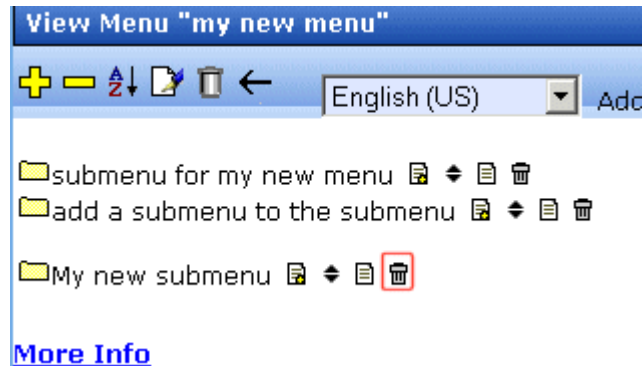 View Menu "my new menu"
English (US) Add
submenu for my new menu
add a submenu to the submenu
My new submenu
More Info